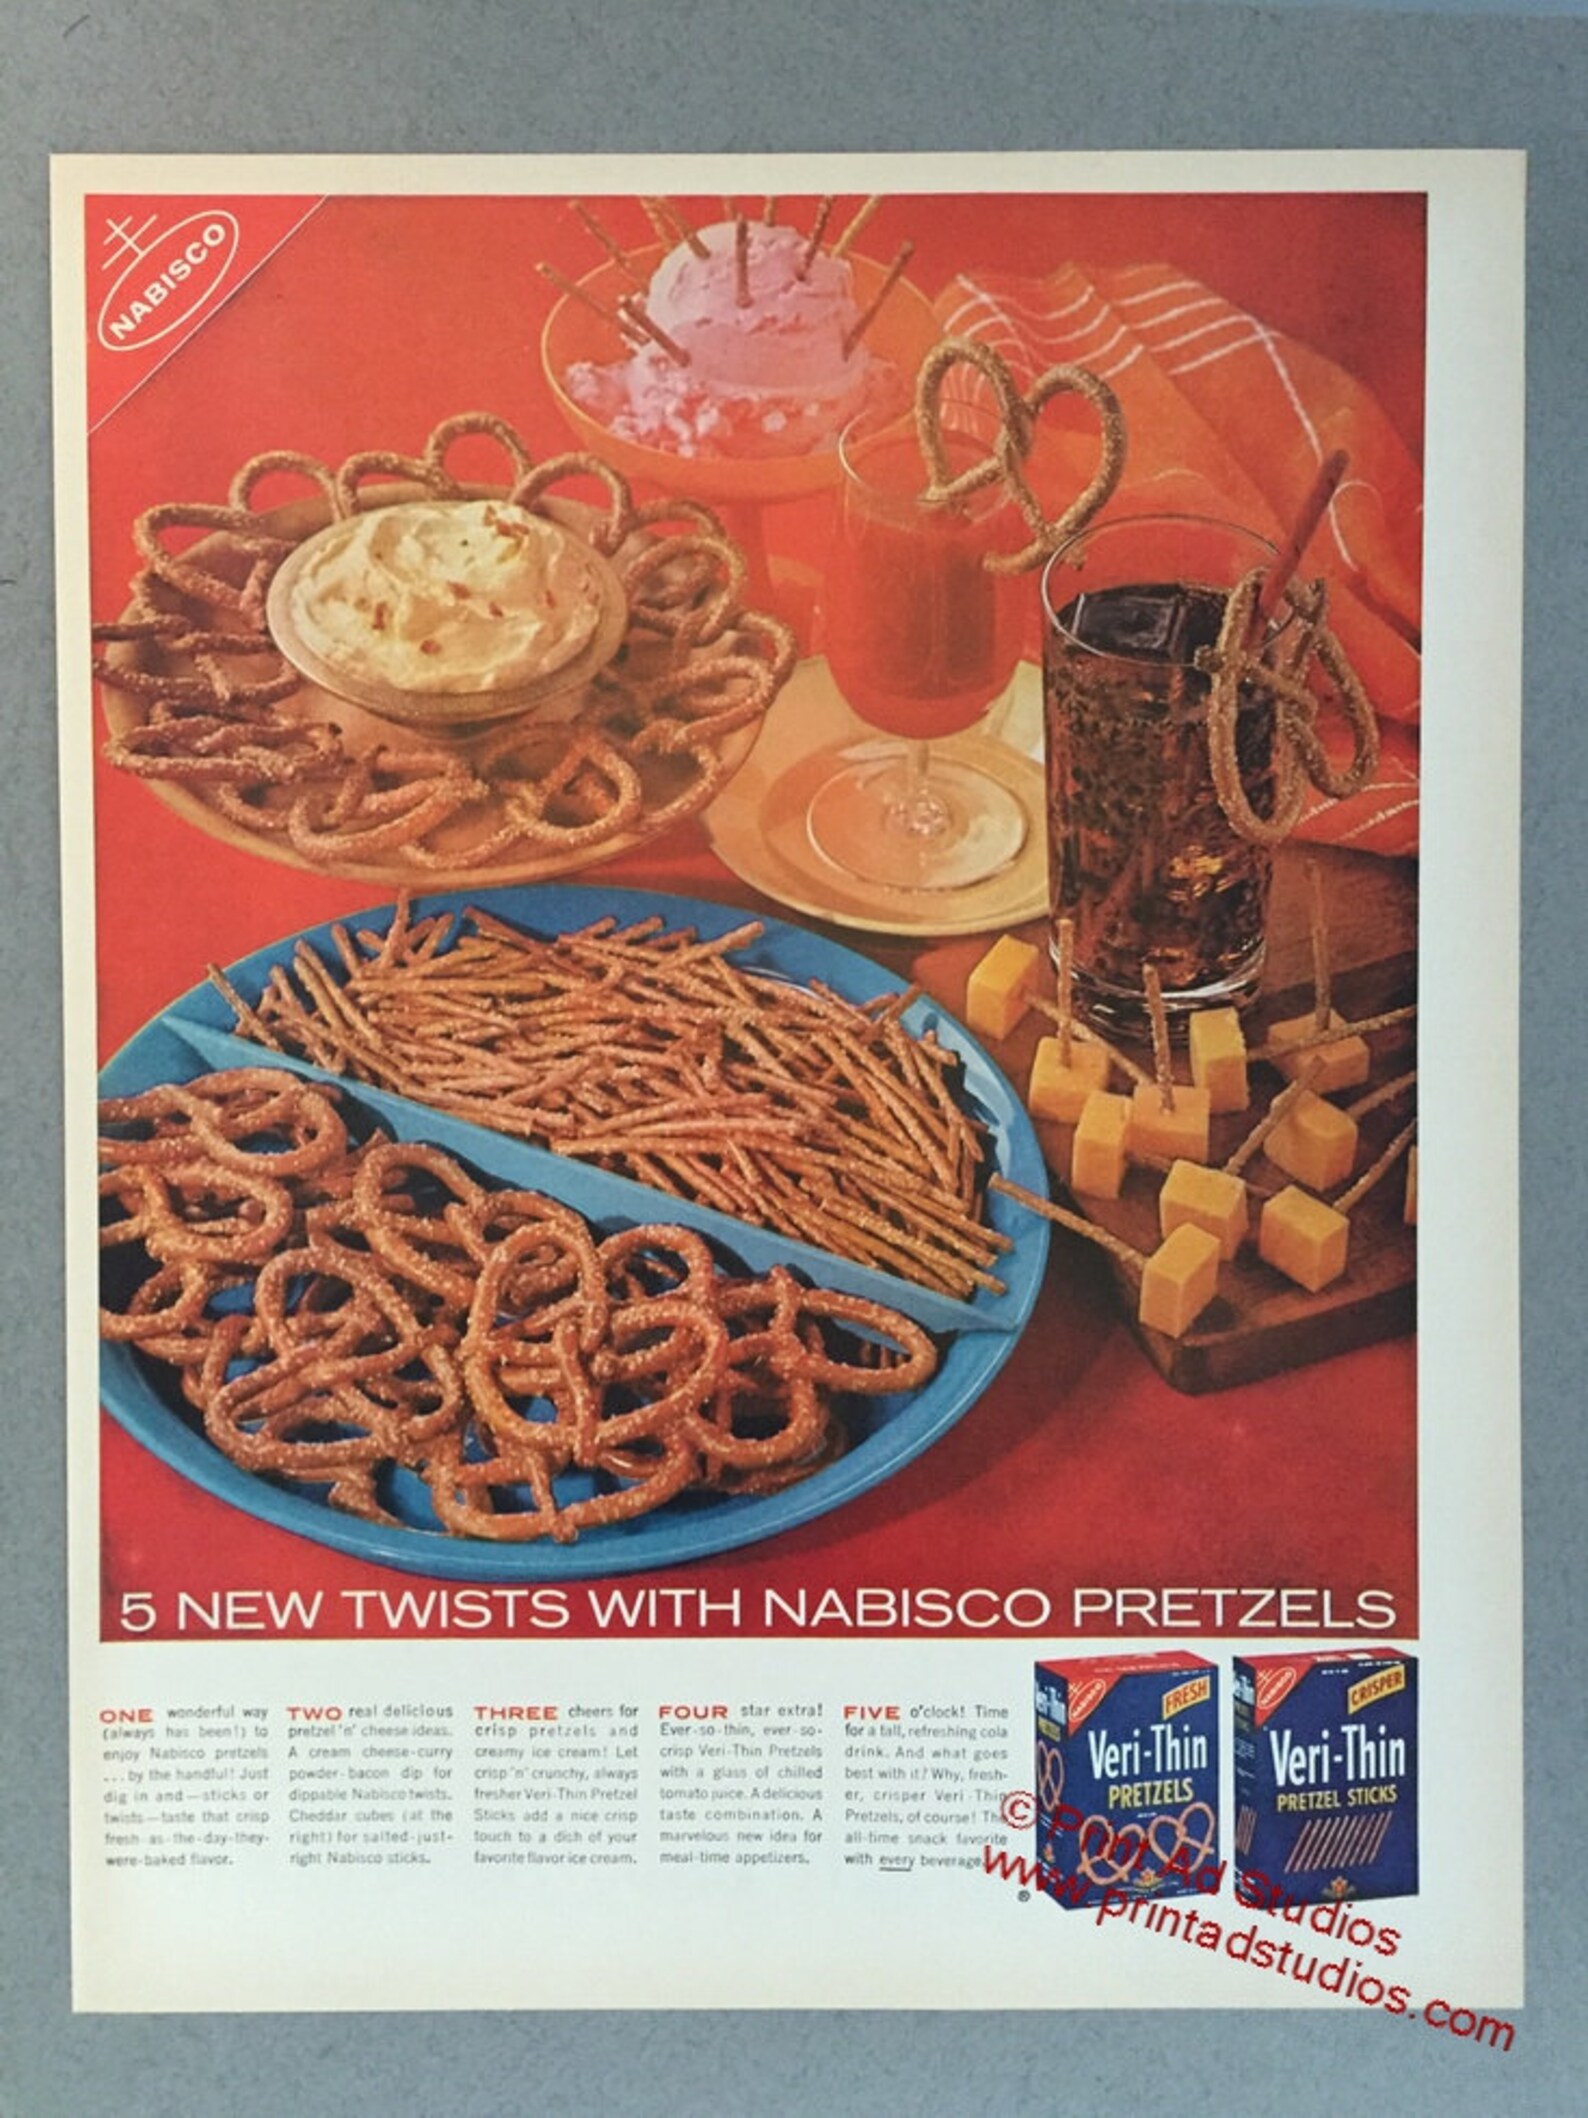 NABISCO
5 NEW TWISTS WITH NABISCO PRETZELS
ONE wonderful way
(always has been!) to
enjoy Nabisco pretzels
... by the handful! Just
dig in and—sticks or
twists—taste that crisp
fresh-as-the-day-they-
were-baked flavor.
TWO real delicious
pretzel 'n' cheese ideas.
A cream cheese-curry
powder-bacon dip for
dippable Nabisco twists.
Cheddar cubes (at the
right) for salted-just-
right Nabisco sticks.
THREE cheers for
crisp pretzels and
creamy ice cream! Let
crisp 'n' crunchy, always
fresher Veri-Thin Pretzel
Sticks add a nice crisp
touch to a dish of your
favorite flavor ice cream.
FOUR star extra!
Ever-so-thin, ever-so-
crisp Veri-Thin Pretzels
with a glass of chilled
tomato juice. A delicious
taste combination. A
marvelous new idea for
meal-time appetizers.
FIVE o'clock! Time
for a tall, refreshing cola
drink. And what goes
best with it? Why, fresh-
er, crisper Veri-Thin
Pretzels, of course! The
all-time snack favorite
with every beverage.
®
NABISCO
FRESH
Veri-Thin
PRETZELS
NABISCO
CRISPER
Veri-Thin
PRETZEL STICKS
© Print Ad Studios
www.printadstudios.com